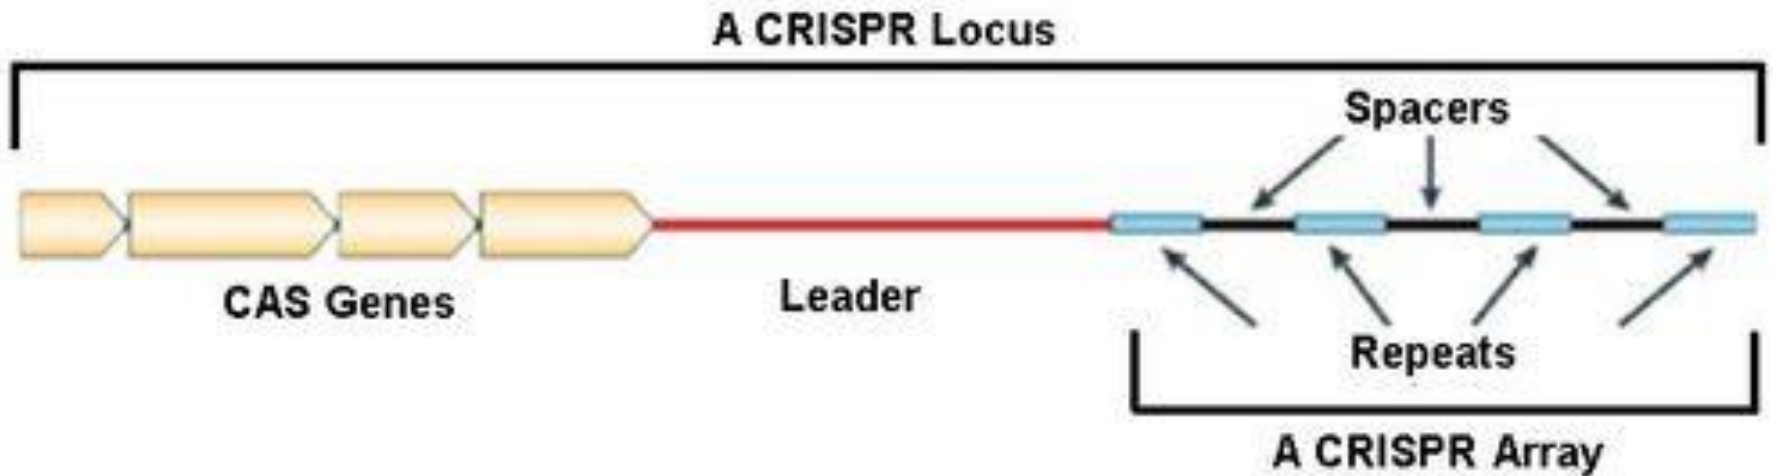 A CRISPR Locus
Spacers
CAS Genes
Leader
Repeats
A CRISPR Array